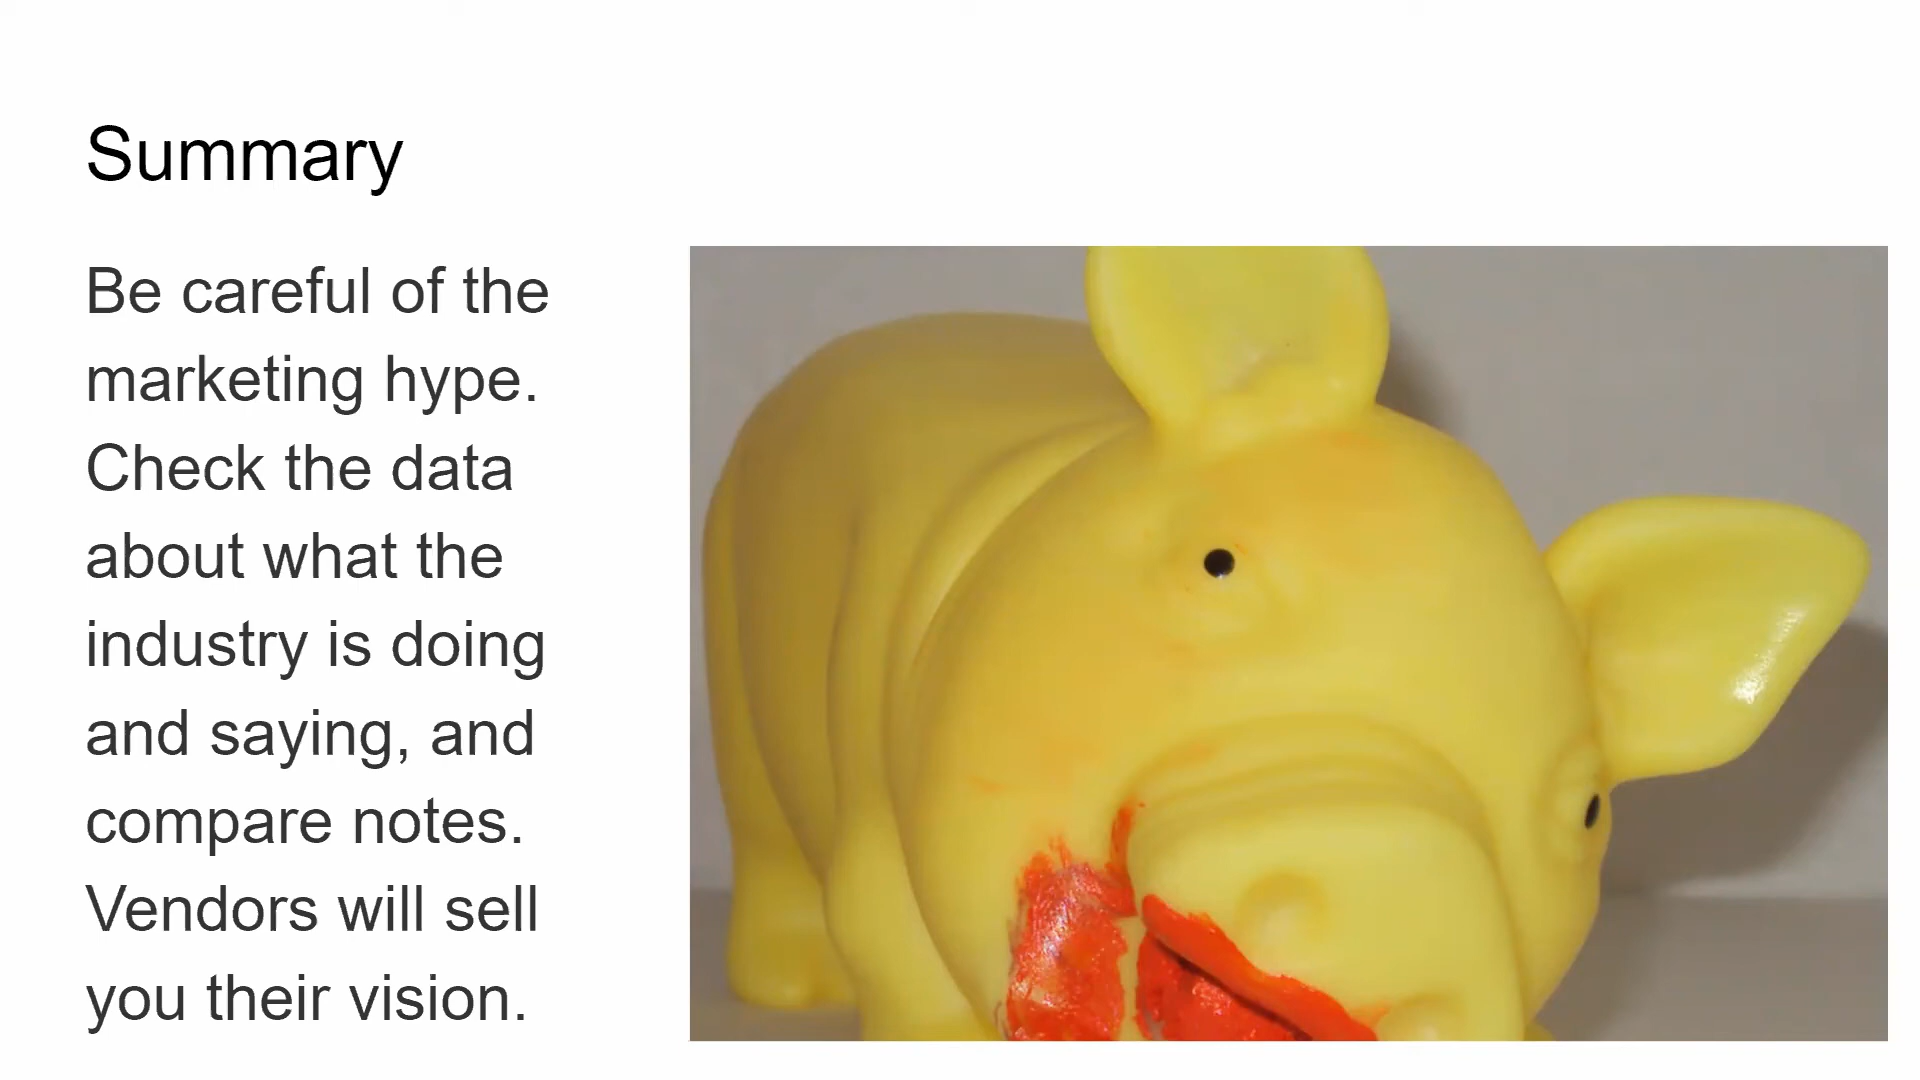 Summary
Be careful of the
marketing hype.
Check the data
about what the
industry is doing
and saying, and
compare notes.
Vendors will sell
you their vision.